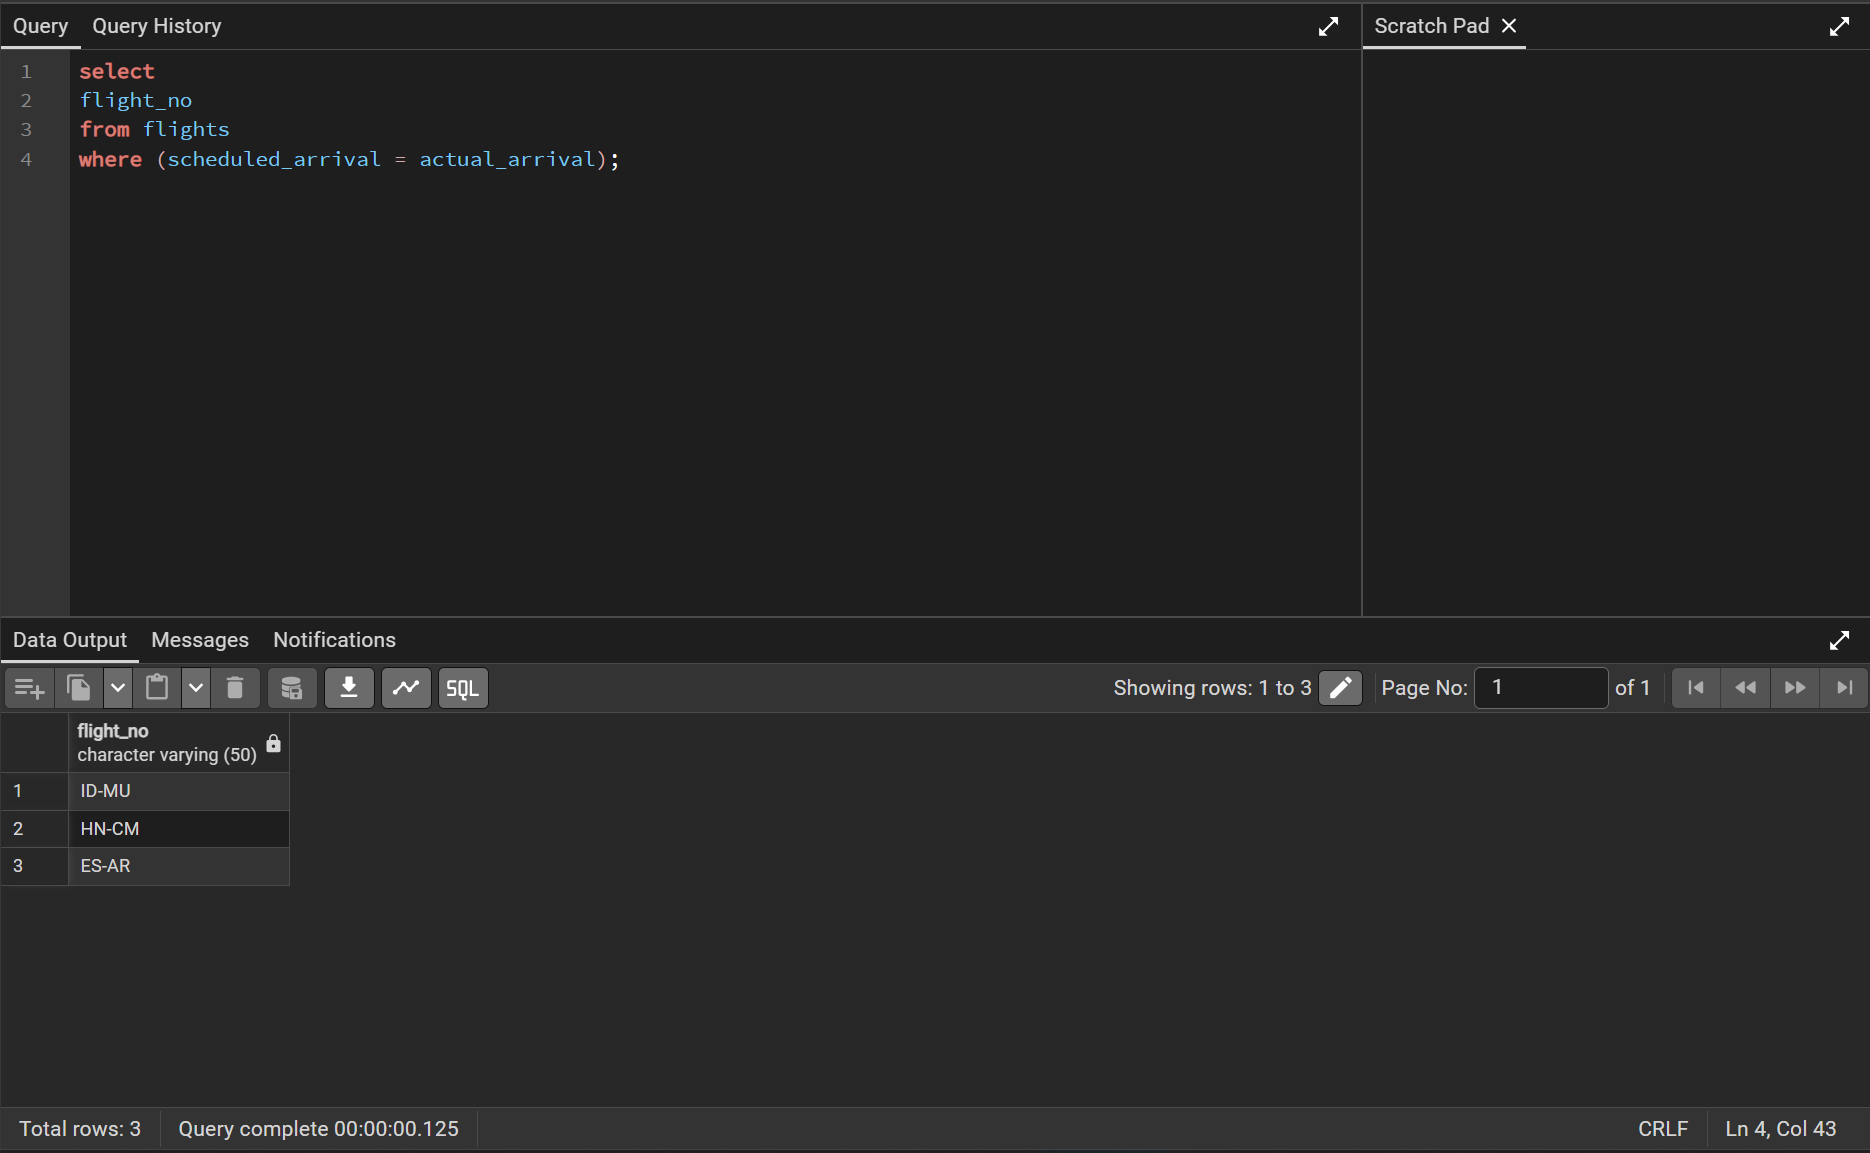 Query Query History
Scratch Pad
1 select
2 flight_no
3 from flights
4 where (scheduled_arrival = actual_arrival);
Data Output Messages Notifications
SQL Showing rows: 1 to 3 Page No: 1 of 1
flight_no
character varying (50)
1 ID-MU
2 HN-CM
3 ES-AR
Total rows: 3 Query complete 00:00:00.125 CRLF Ln 4, Col 43